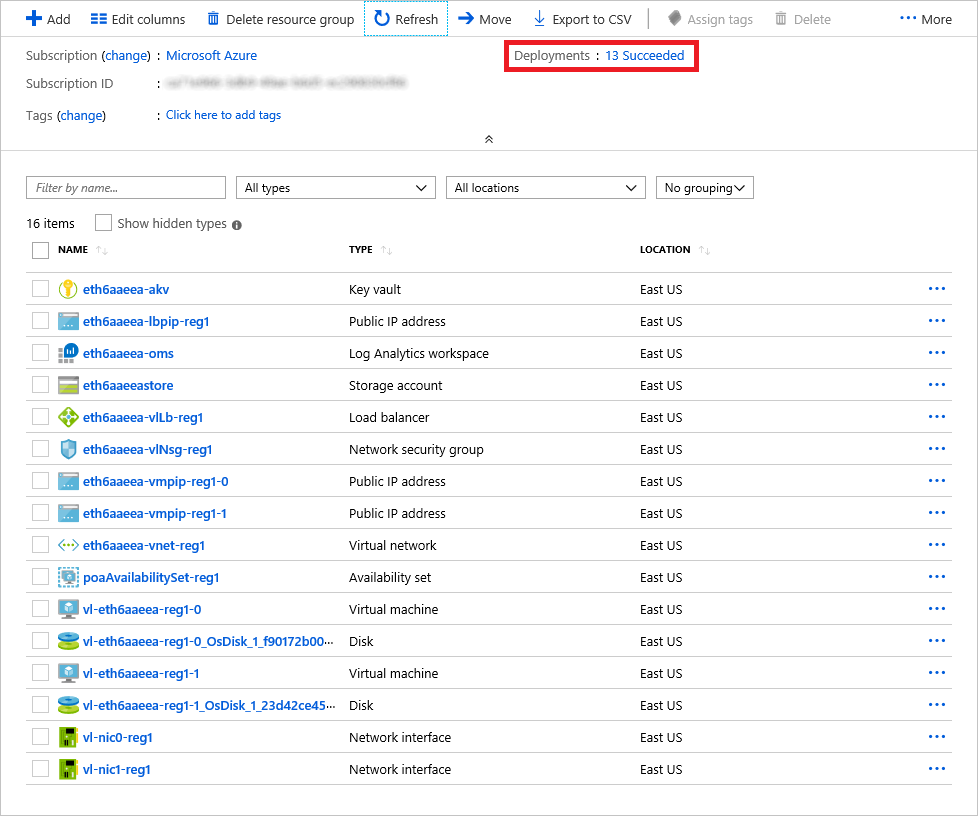 Add Edit columns Delete resource group Refresh Move Export to CSV Assign tags Delete ··· More
Subscription (change) : Microsoft Azure Deployments : 13 Succeeded
Subscription ID :
Tags (change) : Click here to add tags
Filter by name... All types All locations No grouping
16 items Show hidden types
NAME TYPE LOCATION
eth6aaeea-akv Key vault East US ···
eth6aaeea-lbpip-reg1 Public IP address East US ···
eth6aaeea-oms Log Analytics workspace East US ···
eth6aaeeastore Storage account East US ···
eth6aaeea-vlLb-reg1 Load balancer East US ···
eth6aaeea-vlNsg-reg1 Network security group East US ···
eth6aaeea-vmpip-reg1-0 Public IP address East US ···
eth6aaeea-vmpip-reg1-1 Public IP address East US ···
eth6aaeea-vnet-reg1 Virtual network East US ···
poaAvailabilitySet-reg1 Availability set East US ···
vl-eth6aaeea-reg1-0 Virtual machine East US ···
vl-eth6aaeea-reg1-0_OsDisk_1_f90172b00··· Disk East US ···
vl-eth6aaeea-reg1-1 Virtual machine East US ···
vl-eth6aaeea-reg1-1_OsDisk_1_23d42ce45··· Disk East US ···
vl-nic0-reg1 Network interface East US ···
vl-nic1-reg1 Network interface East US ···